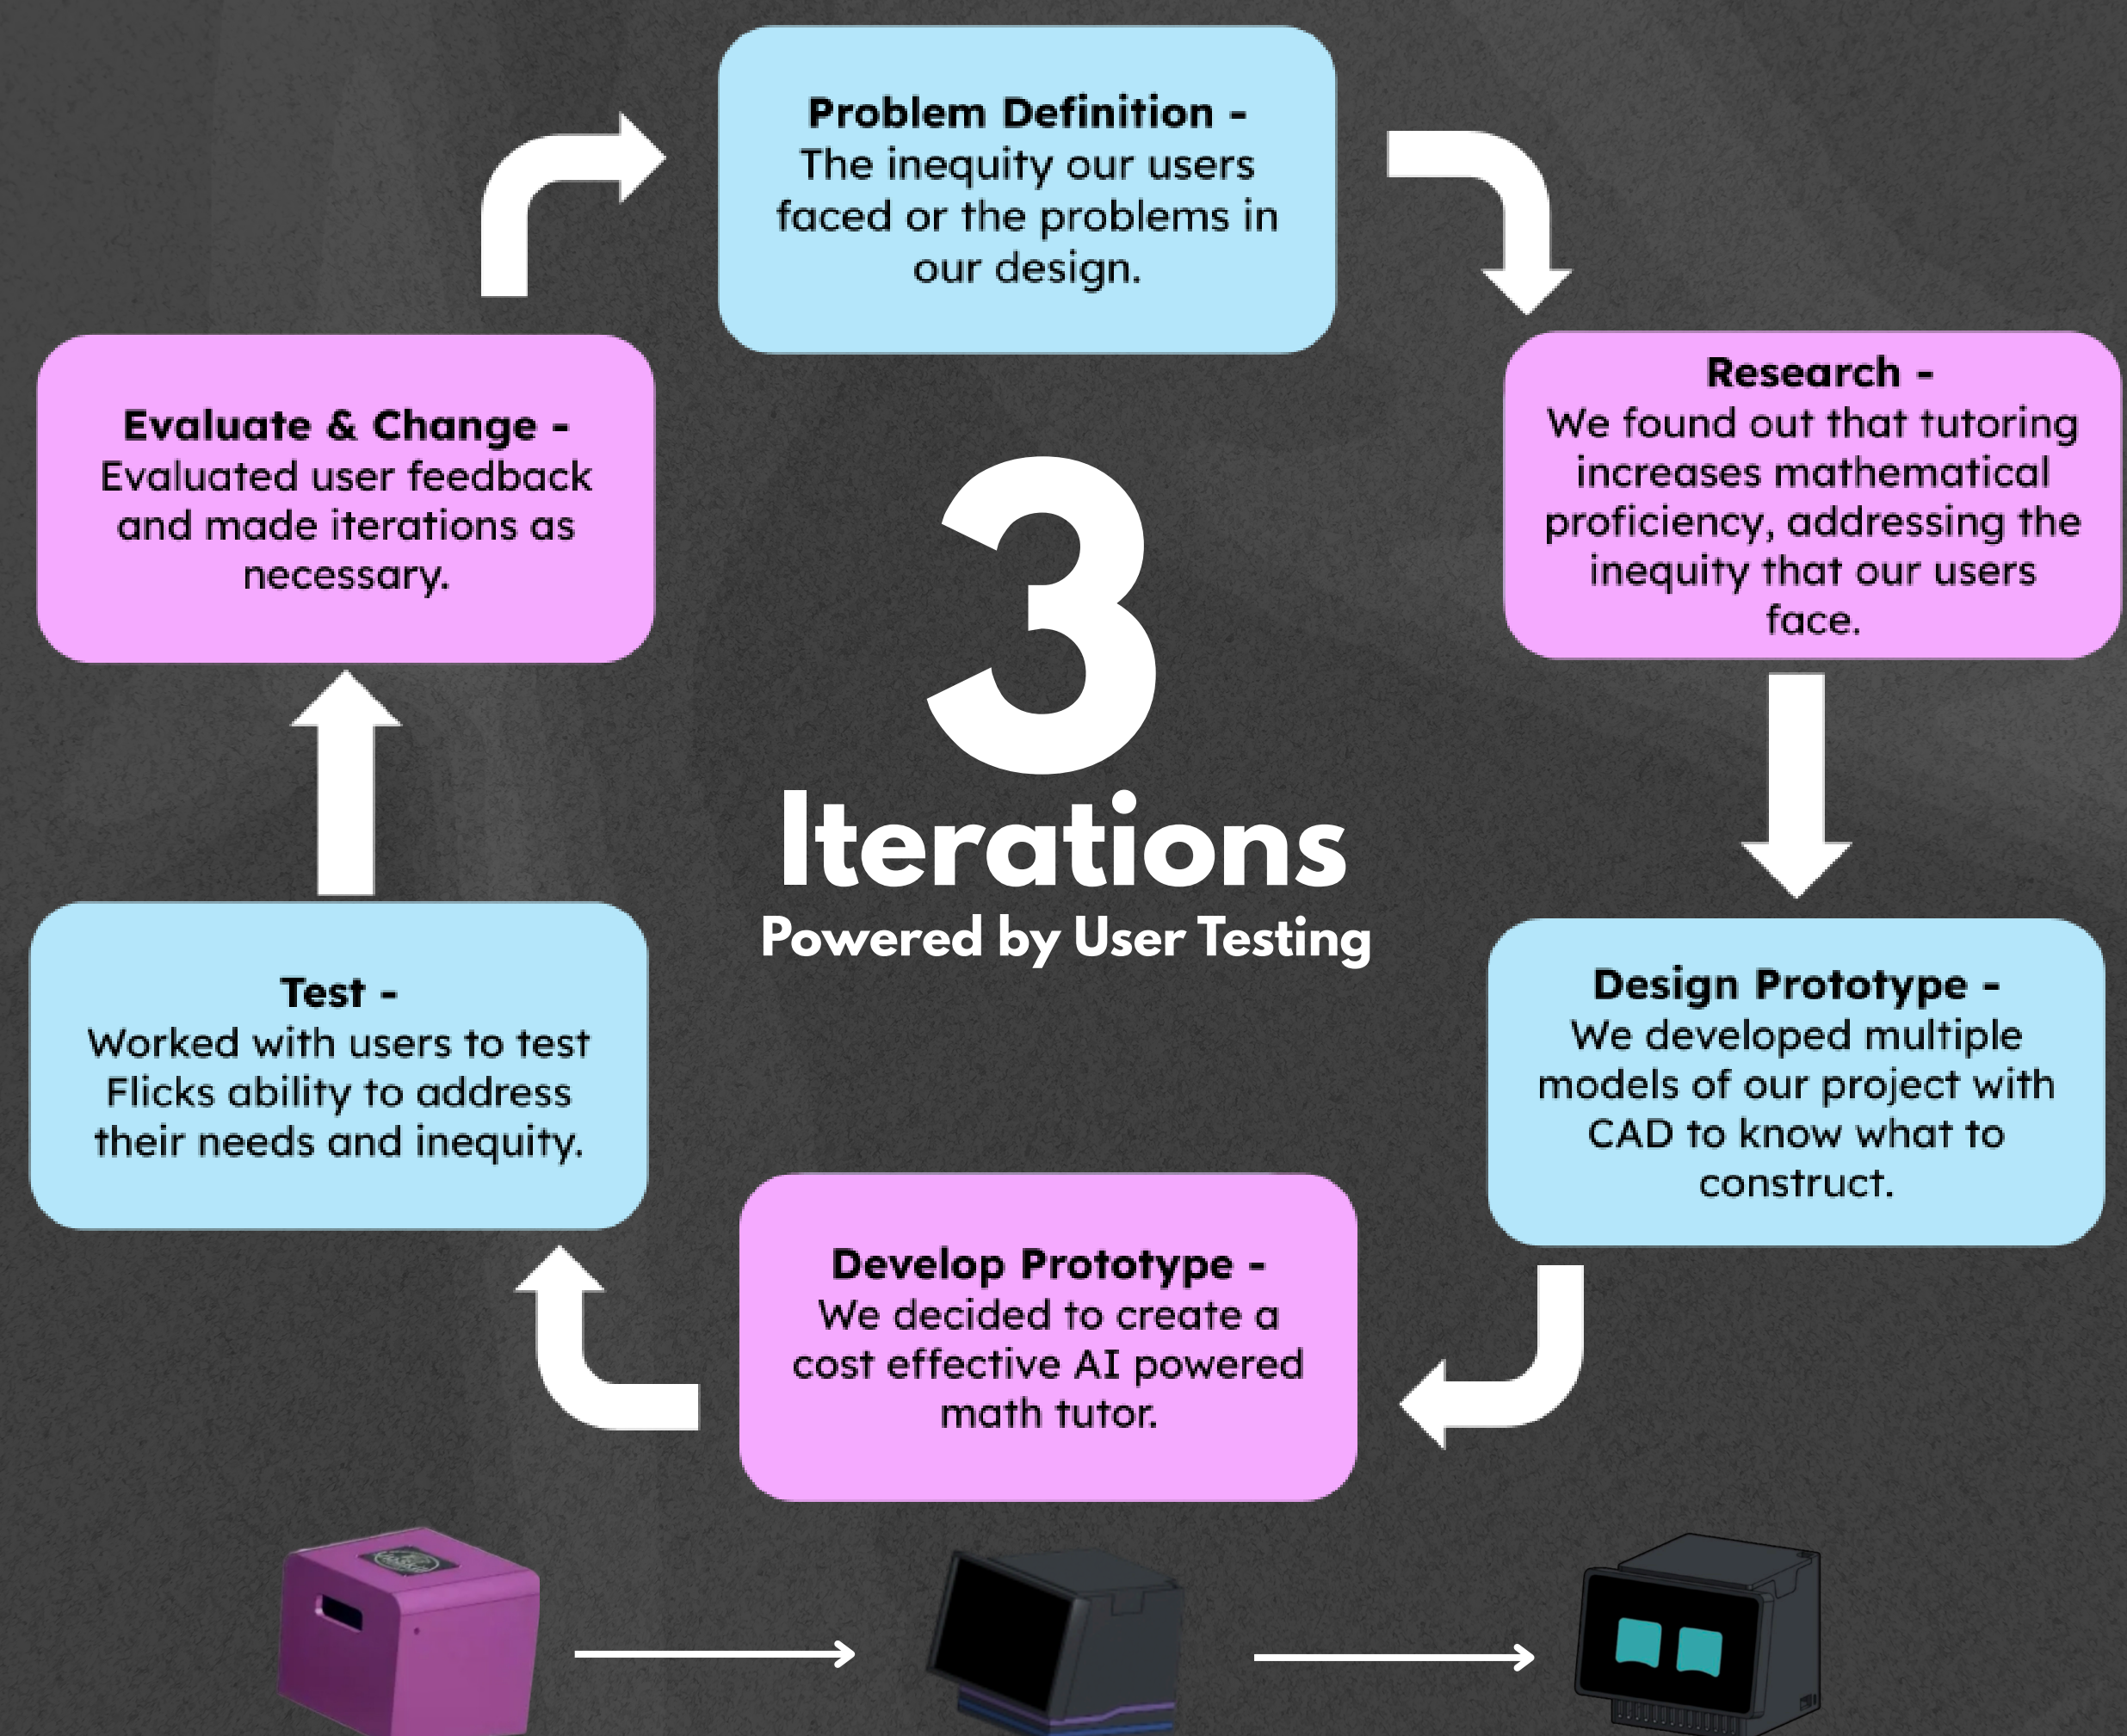 Problem Definition -
The inequity our users
faced or the problems in
our design.
Research -
We found out that tutoring
increases mathematical
proficiency, addressing the
inequity that our users
face.
Design Prototype -
We developed multiple
models of our project with
CAD to know what to
construct.
Develop Prototype -
We decided to create a
cost effective AI powered
math tutor.
Test -
Worked with users to test
Flicks ability to address
their needs and inequity.
Evaluate & Change -
Evaluated user feedback
and made iterations as
necessary.
3
Iterations
Powered by User Testing